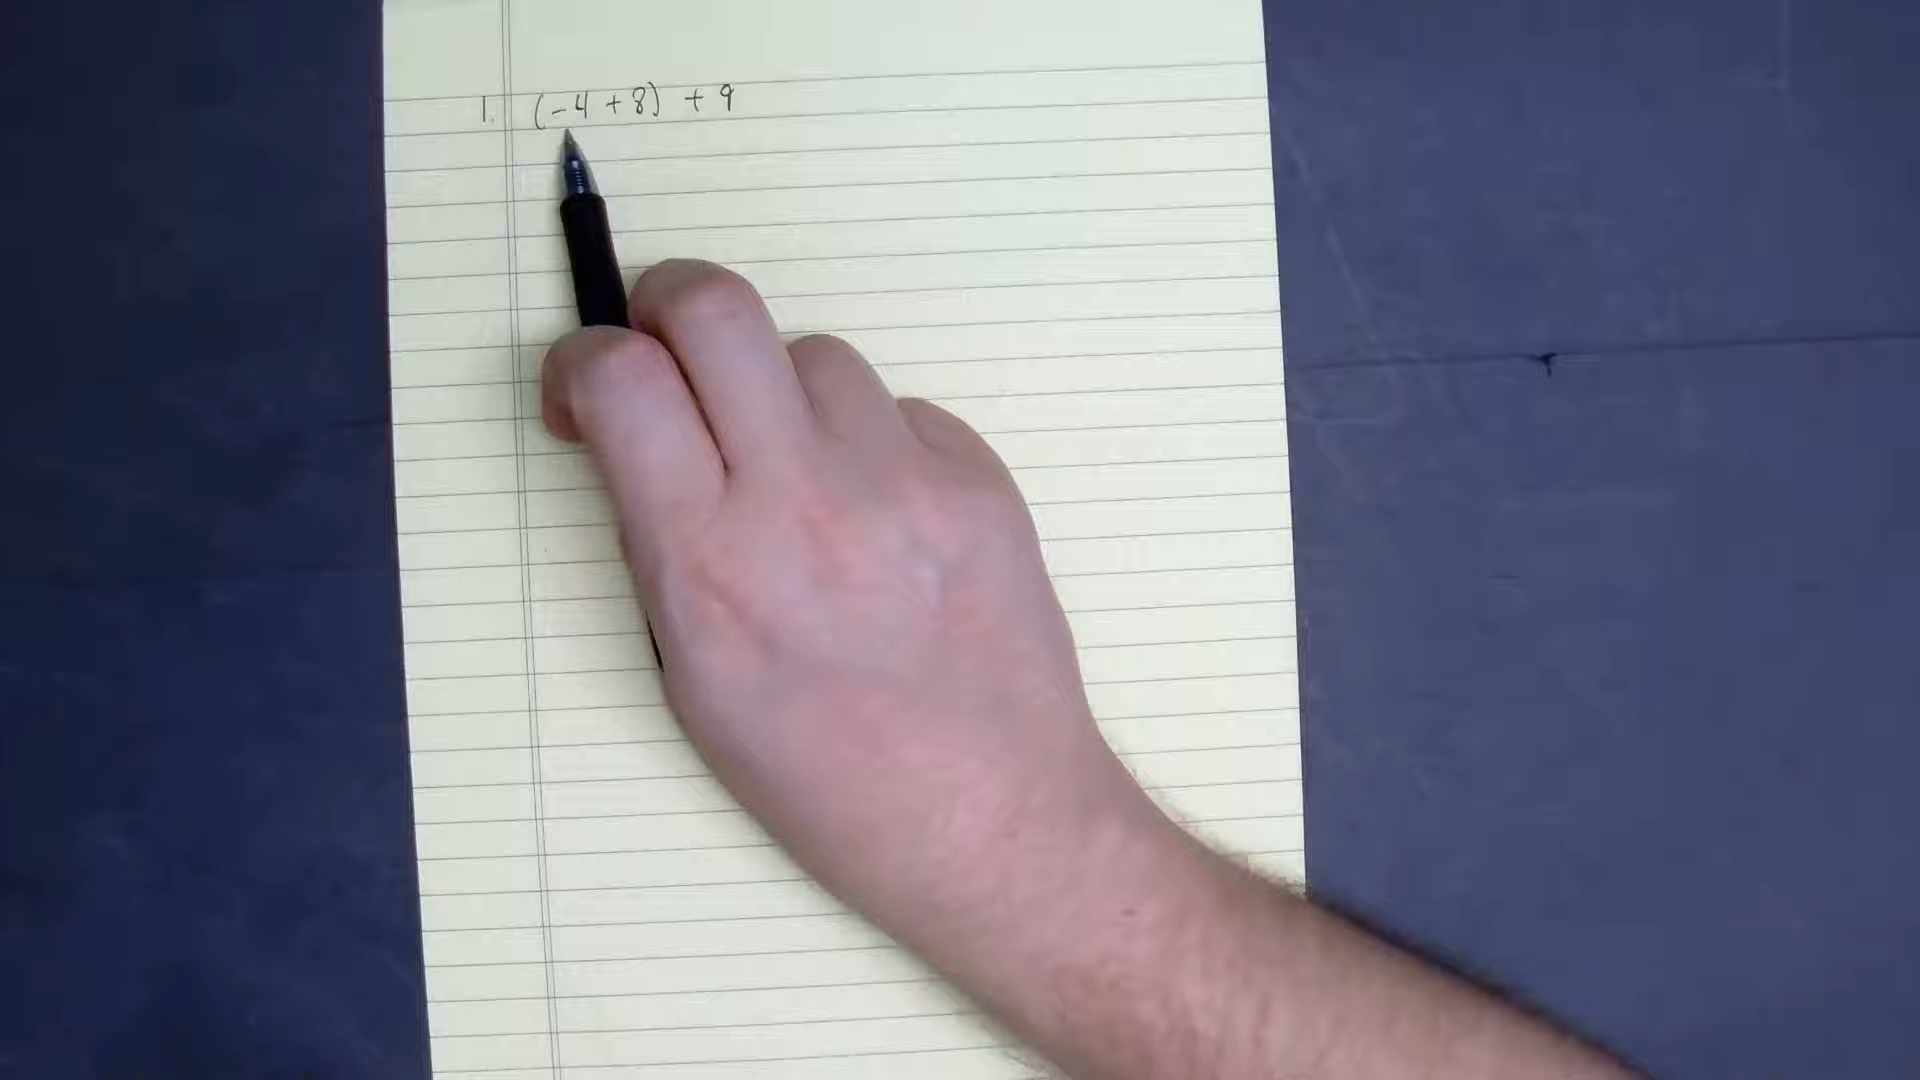 1. (-4 + 8) + 9